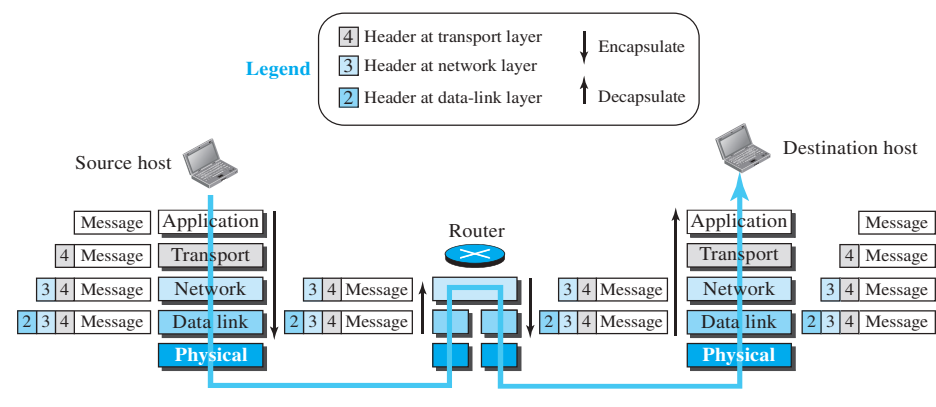 Legend
4 Header at transport layer
3 Header at network layer
2 Header at data-link layer
Encapsulate
Decapsulate
Source host
Destination host
Router
Message Application
4 Message Transport
3 4 Message Network
2 3 4 Message Data link
Physical
3 4 Message
2 3 4 Message
3 4 Message
2 3 4 Message
Application Message
Transport 4 Message
Network 3 4 Message
Data link 2 3 4 Message
Physical